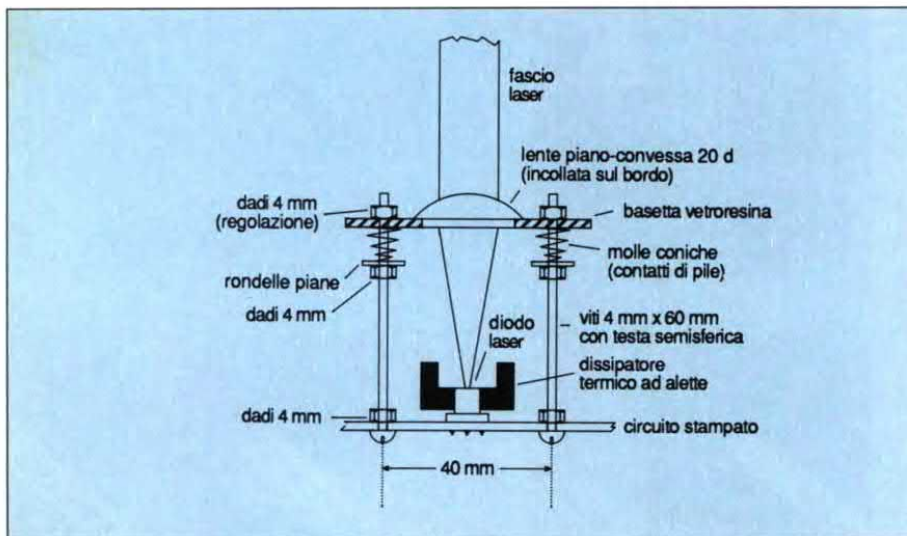 fascio
laser
lente piano-convessa 20 d
(incollata sul bordo)
dadi 4 mm
(regolazione)
basetta vetroresina
molle coniche
(contatti di pile)
rondelle piane
dadi 4 mm
diodo
laser
viti 4 mm x 60 mm
con testa semisferica
dissipatore
termico ad alette
dadi 4 mm
circuito stampato
40 mm